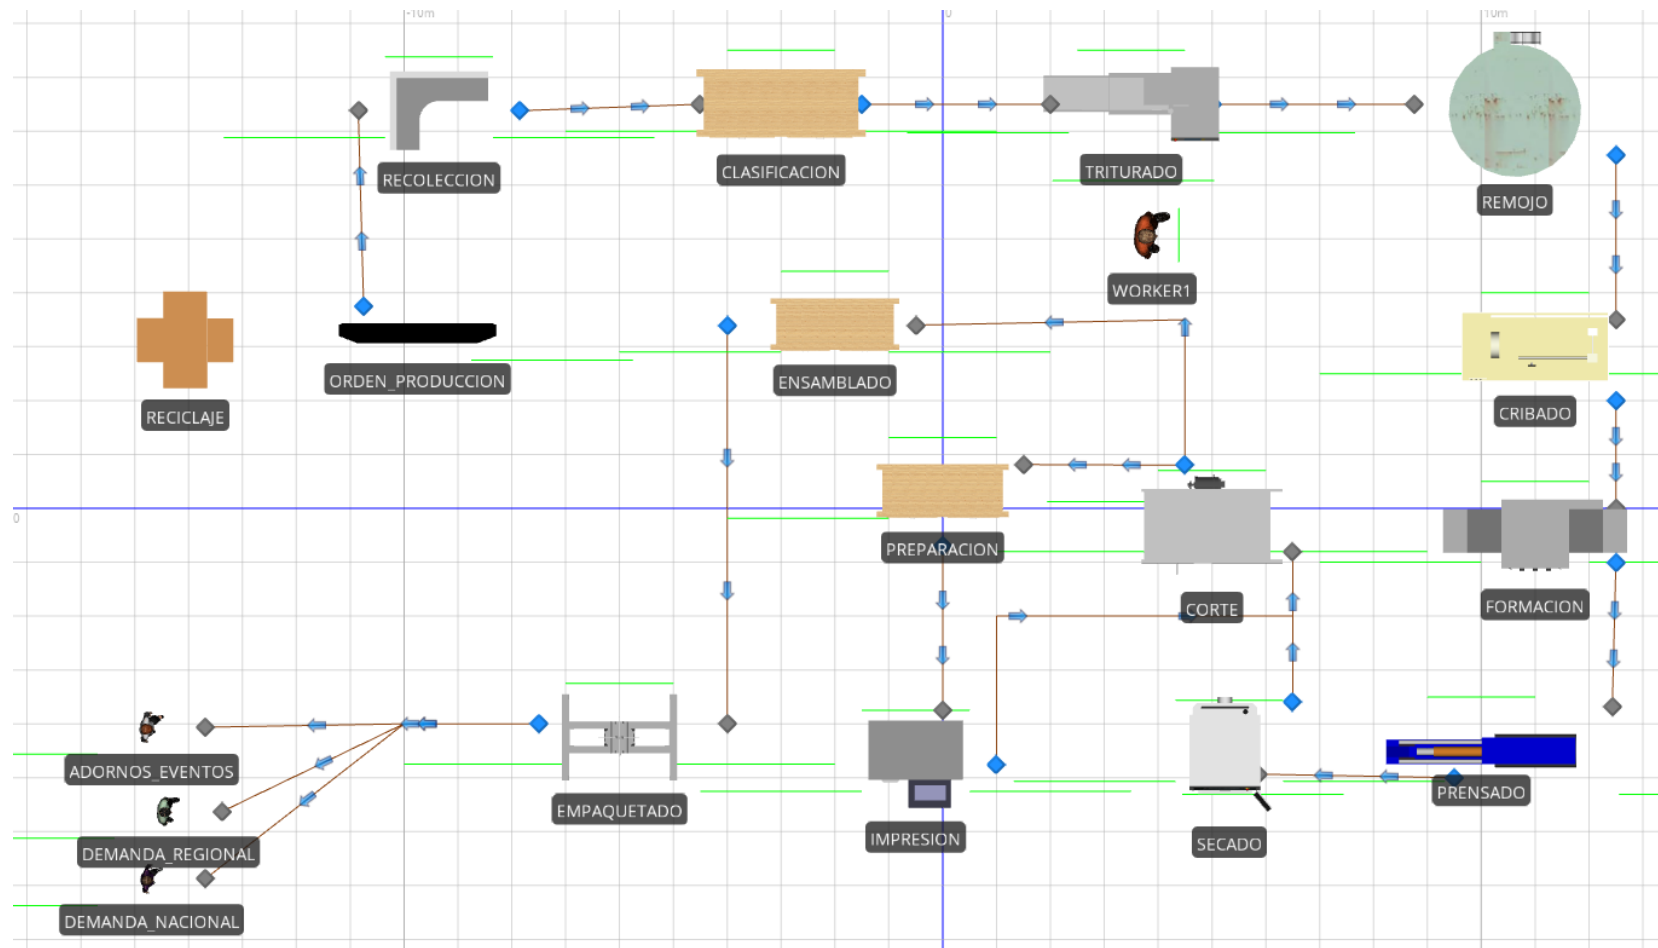 -10m
0
10m
RECOLECCION
CLASIFICACION
TRITURADO
REMOJO
WORKER1
ORDEN_PRODUCCION
ENSAMBLADO
RECICLAJE
CRIBADO
0
PREPARACION
CORTE
FORMACION
ADORNOS_EVENTOS
EMPAQUETADO
PRENSADO
IMPRESION
SECADO
DEMANDA_REGIONAL
DEMANDA_NACIONAL